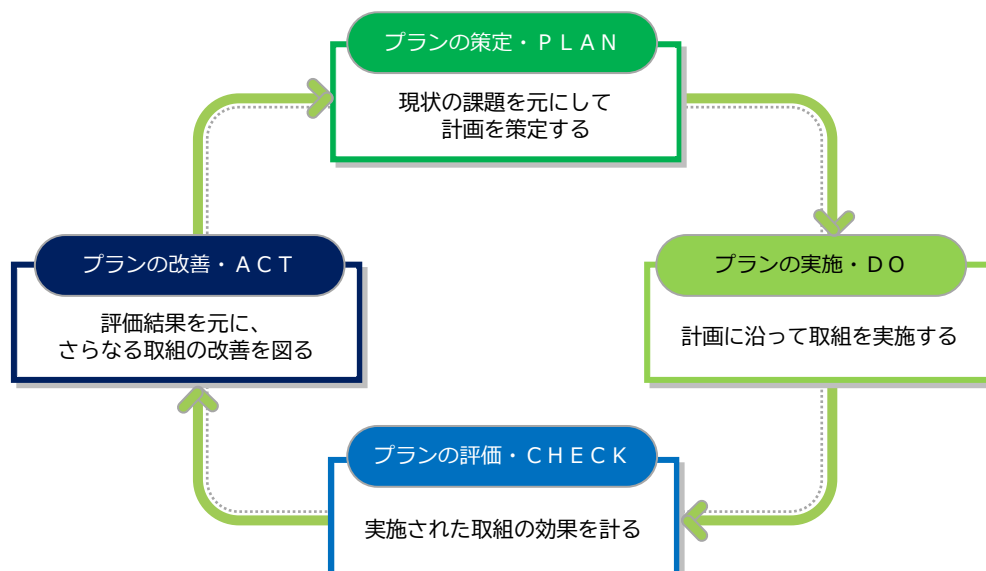 プランの策定・ＰＬＡＮ
現状の課題を元にして
計画を策定する
プランの改善・ＡＣＴ
評価結果を元に、
さらなる取組の改善を図る
プランの実施・ＤＯ
計画に沿って取組を実施する
プランの評価・ＣＨＥＣＫ
実施された取組の効果を計る